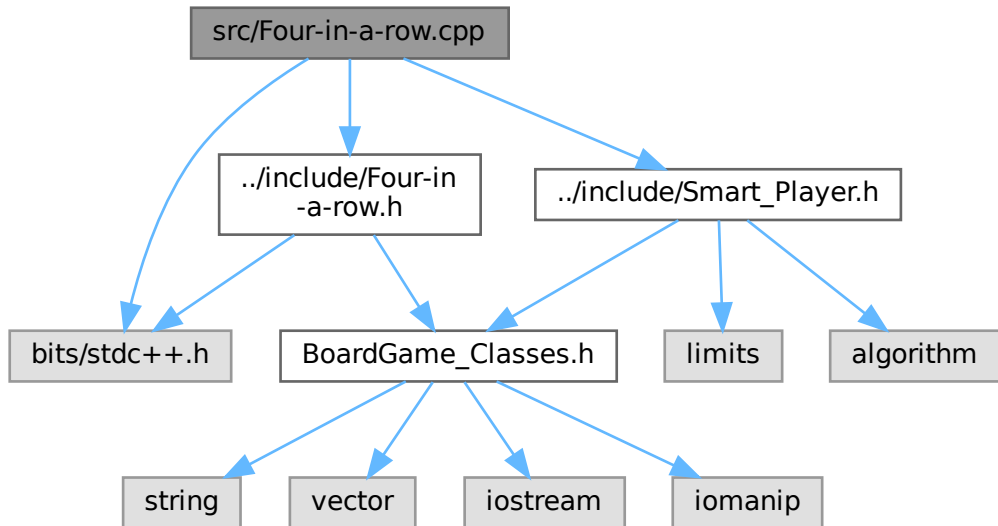 src/Four-in-a-row.cpp
../include/Four-in
-a-row.h
../include/Smart_Player.h
bits/stdc++.h
BoardGame_Classes.h
limits
algorithm
string
vector
iostream
iomanip